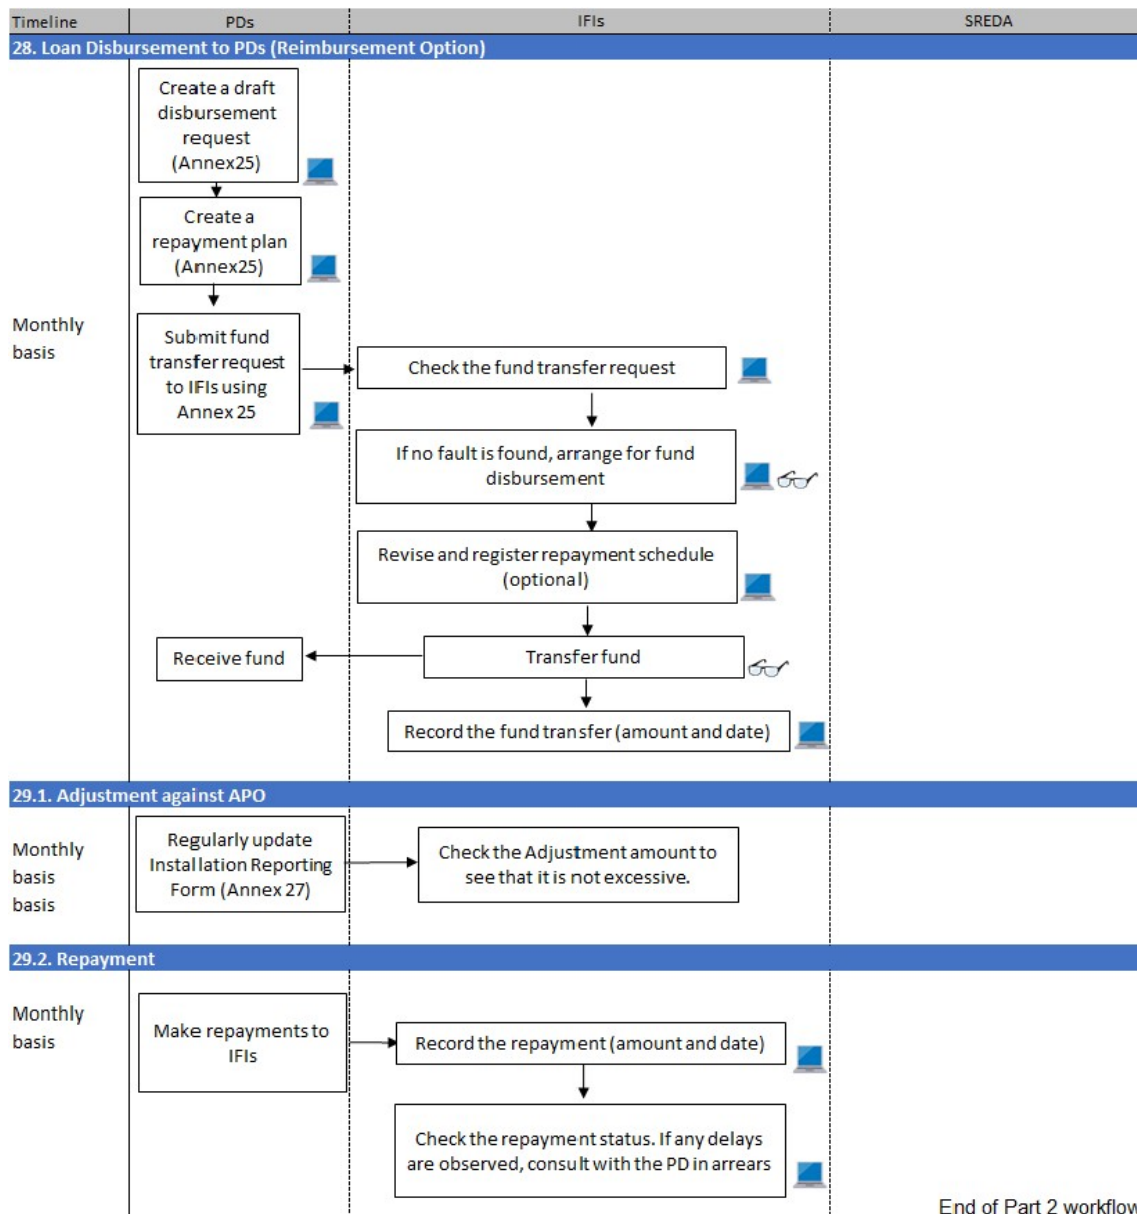 Timeline PDs IFIs SREDA
28. Loan Disbursement to PDs (Reimbursement Option)
Create a draft
disbursement
request
(Annex25)
Create a
repayment plan
(Annex25)
Monthly
basis
Submit fund
transfer request
to IFIs using
Annex 25
Check the fund transfer request
If no fault is found, arrange for fund
disbursement
Revise and register repayment schedule
(optional)
Receive fund
Transfer fund
Record the fund transfer (amount and date)
29.1. Adjustment against APO
Monthly
basis
basis
Regularly update
Installation Reporting
Form (Annex 27)
Check the Adjustment amount to
see that it is not excessive.
29.2. Repayment
Monthly
basis
Make repayments to
IFIs
Record the repayment (amount and date)
Check the repayment status. If any delays
are observed, consult with the PD in arrears
End of Part 2 workflow